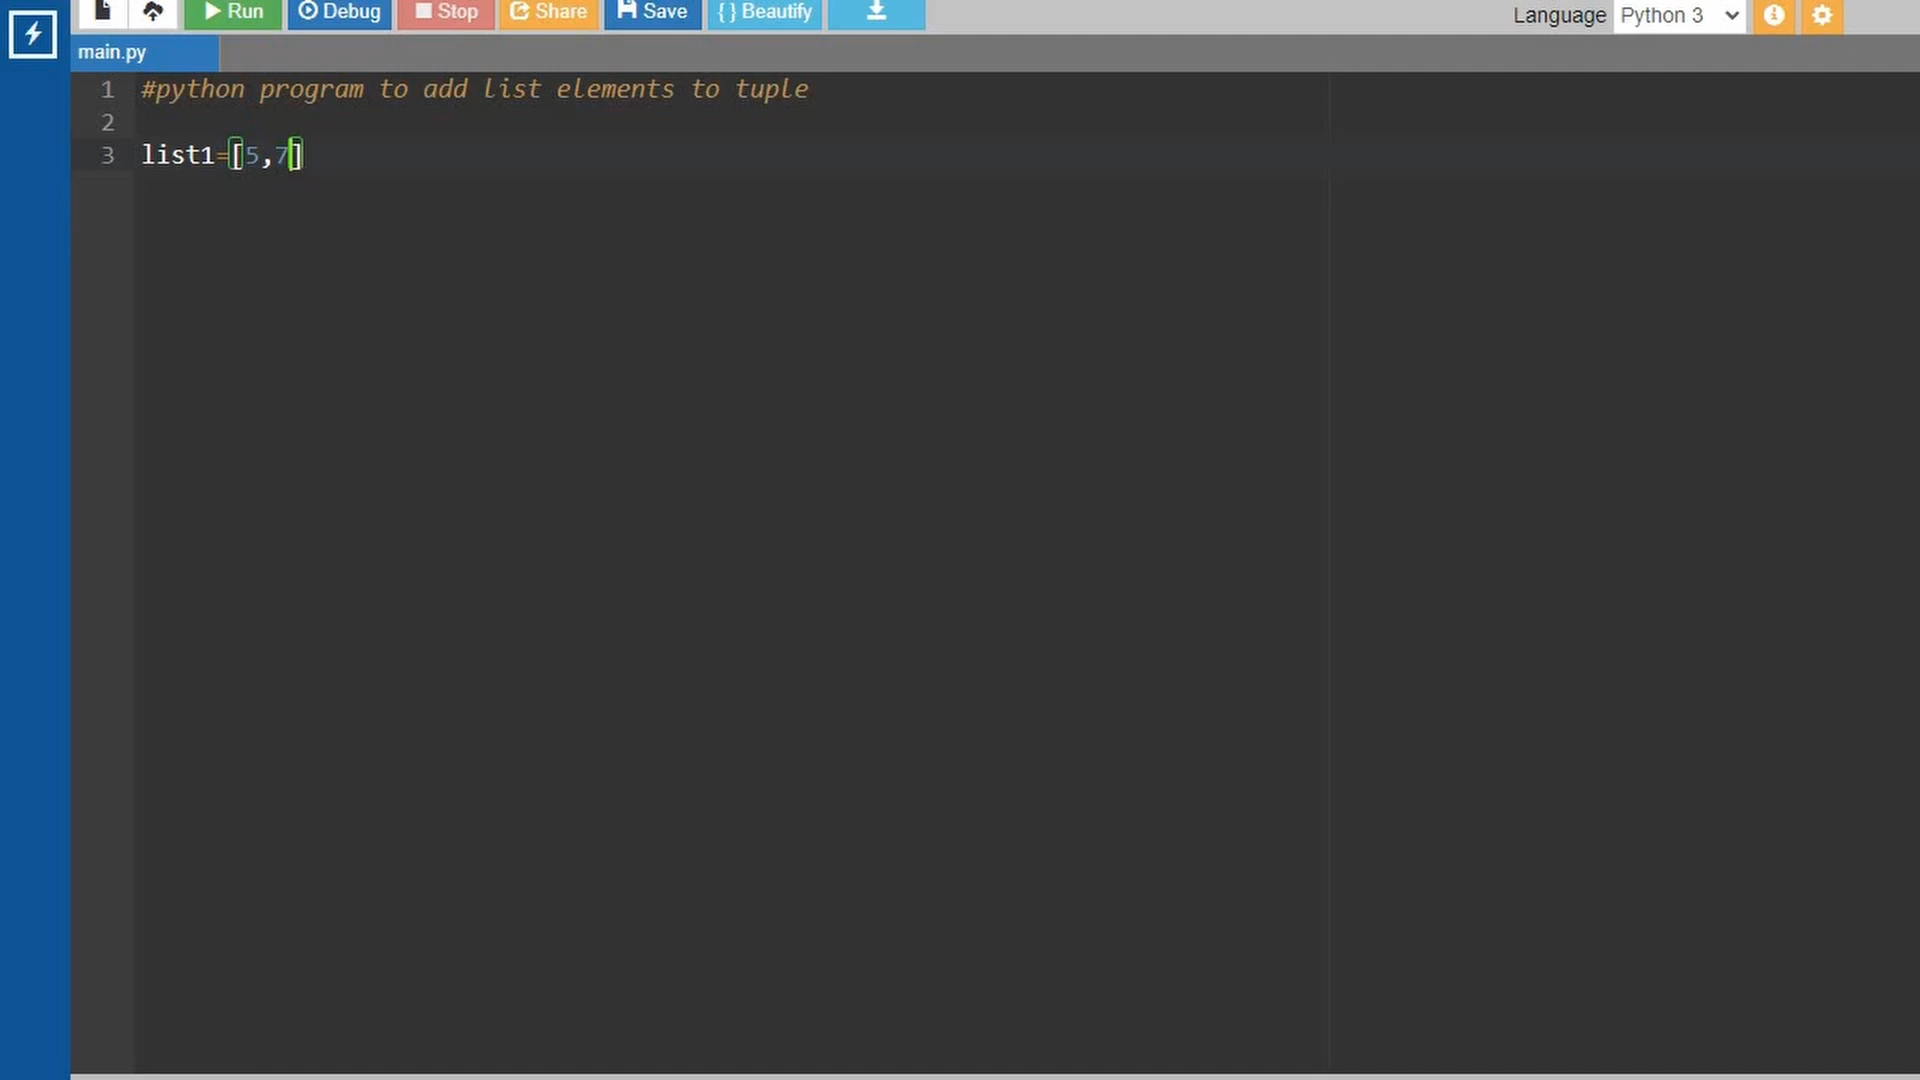 Run Debug Stop Share Save {} Beautify Language Python 3
main.py
1 #python program to add list elements to tuple
2
3 list1=[5,7]